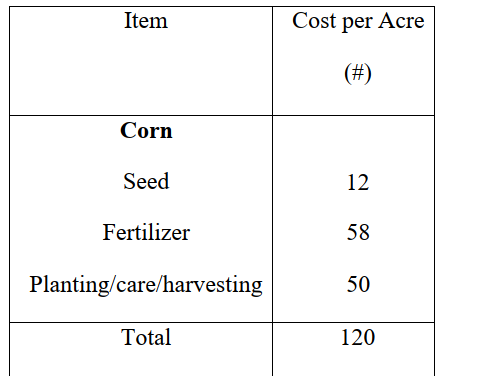 Item Cost per Acre
(#)
Corn
Seed 12
Fertilizer 58
Planting/care/harvesting 50
Total 120